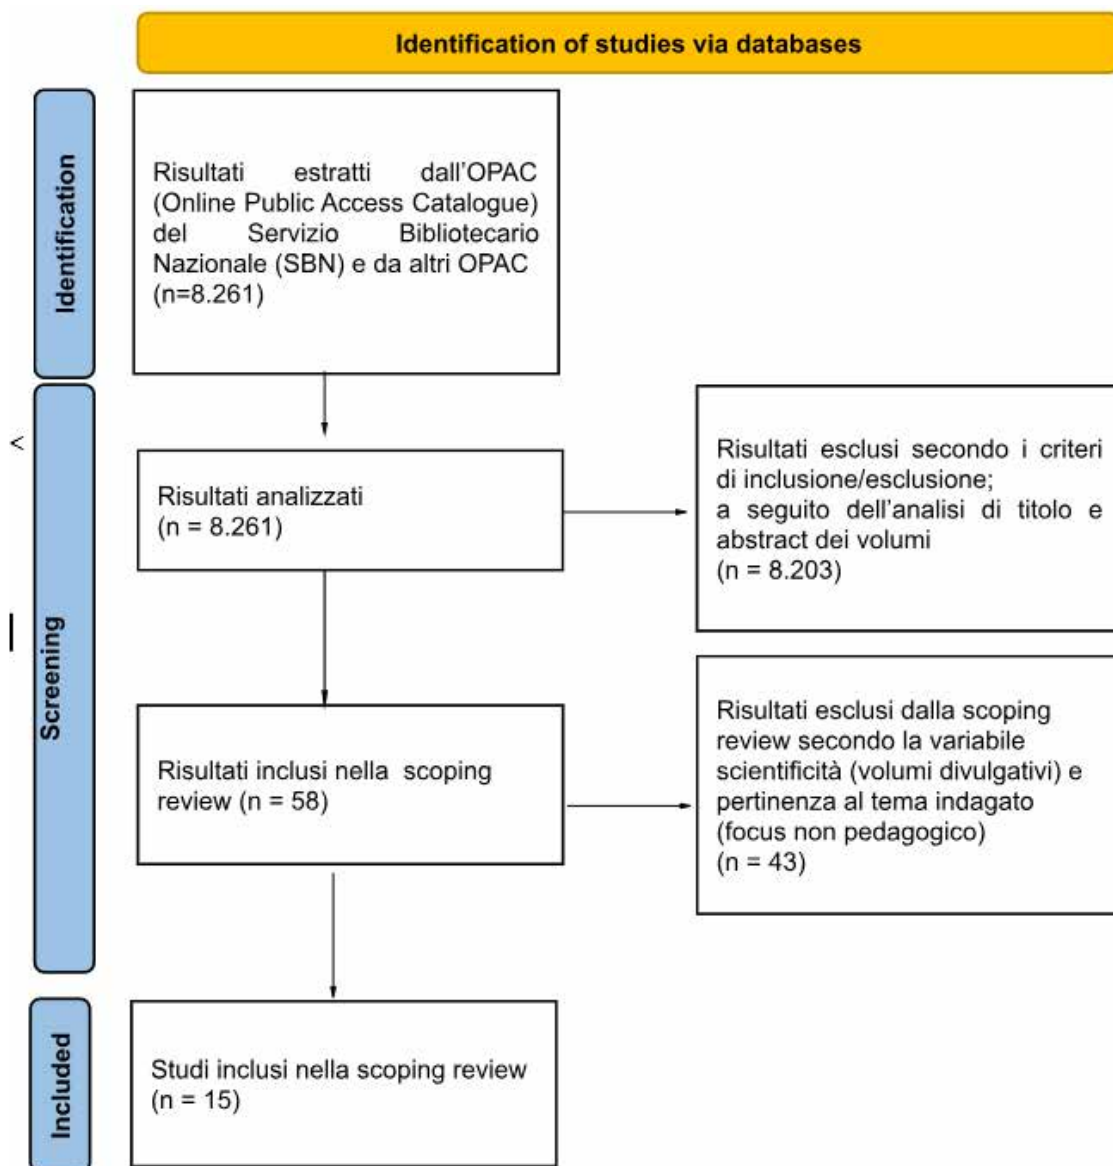 Identification of studies via databases
Identification
Risultati estratti dall'OPAC
(Online Public Access Catalogue)
del Servizio Bibliotecario
Nazionale (SBN) e da altri OPAC
(n=8.261)
Screening
<
Risultati analizzati
(n = 8.261)
Risultati esclusi secondo i criteri
di inclusione/esclusione;
a seguito dell'analisi di titolo e
abstract dei volumi
(n = 8.203)
Risultati inclusi nella scoping
review (n = 58)
Risultati esclusi dalla scoping
review secondo la variabile
scientificità (volumi divulgativi) e
pertinenza al tema indagato
(focus non pedagogico)
(n = 43)
Included
Studi inclusi nella scoping review
(n = 15)